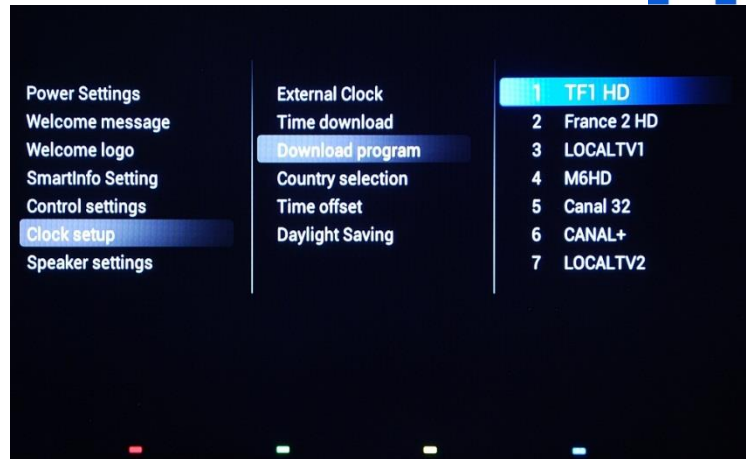 Power Settings
Welcome message
Welcome logo
SmartInfo Setting
Control settings
Clock setup
Speaker settings
External Clock
Time download
Download program
Country selection
Time offset
Daylight Saving
1 TF1 HD
2 France 2 HD
3 LOCALTV1
4 M6HD
5 Canal 32
6 CANAL+
7 LOCALTV2